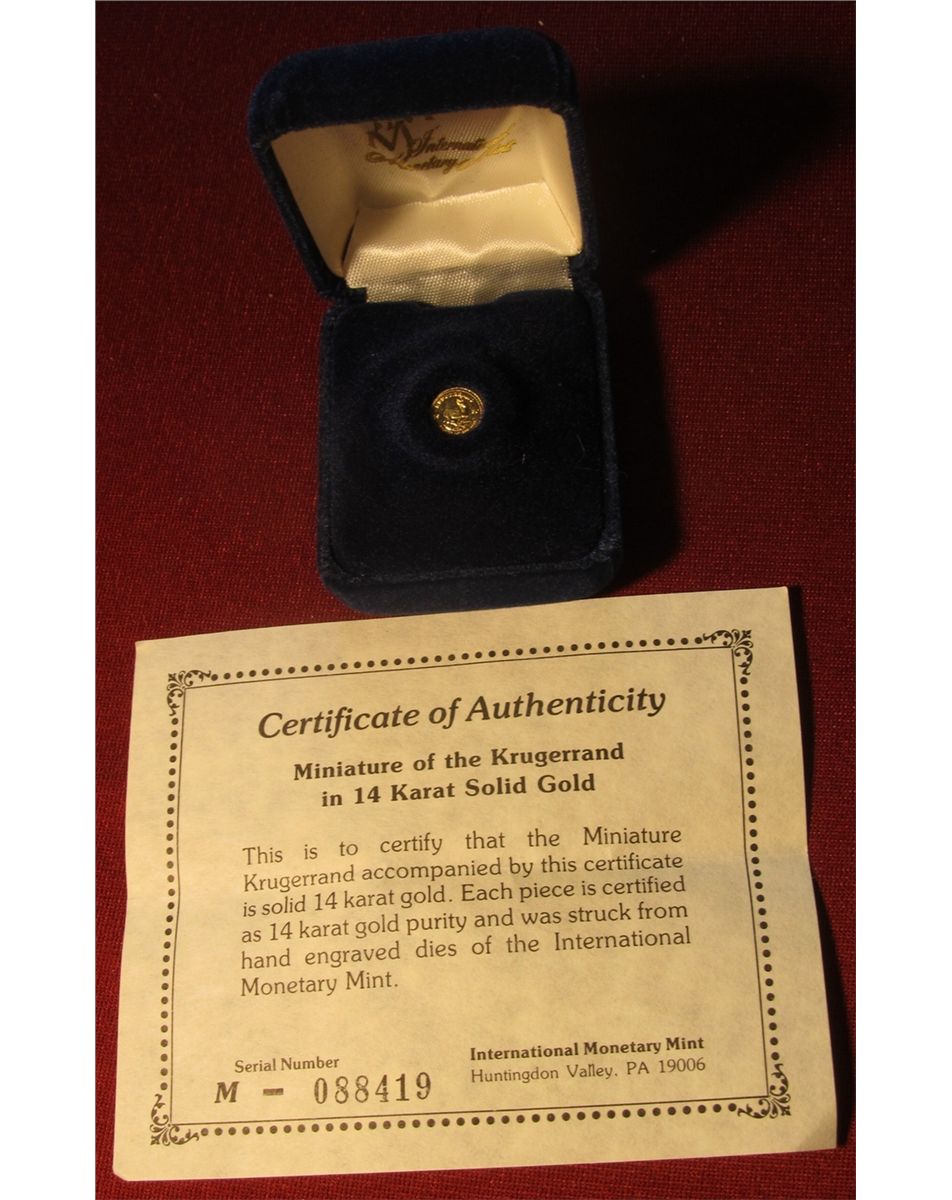 Certificate of Authenticity
Miniature of the Krugerrand
in 14 Karat Solid Gold
This is to certify that the Miniature
Krugerrand accompanied by this certificate
is solid 14 karat gold. Each piece is certified
as 14 karat gold purity and was struck from
hand engraved dies of the International
Monetary Mint.
Serial Number
M - 088419
International Monetary Mint
Huntingdon Valley, PA 19006